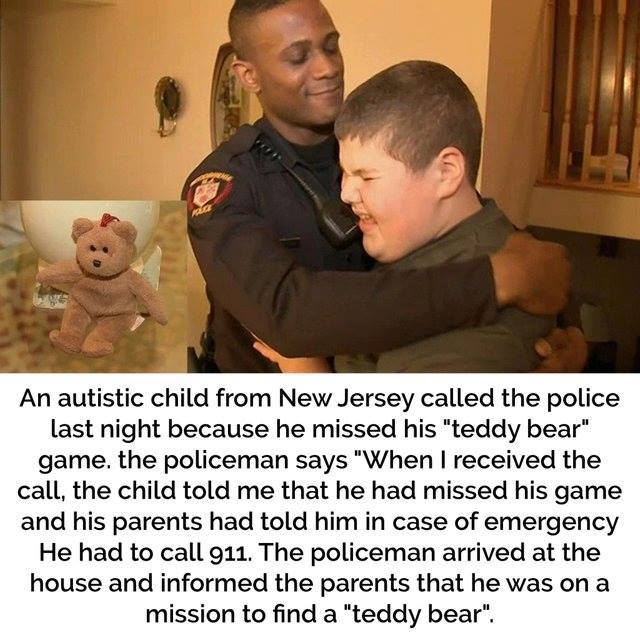 An autistic child from New Jersey called the police
last night because he missed his "teddy bear"
game. the policeman says "When I received the
call, the child told me that he had missed his game
and his parents had told him in case of emergency
He had to call 911. The policeman arrived at the
house and informed the parents that he was on a
mission to find a "teddy bear".